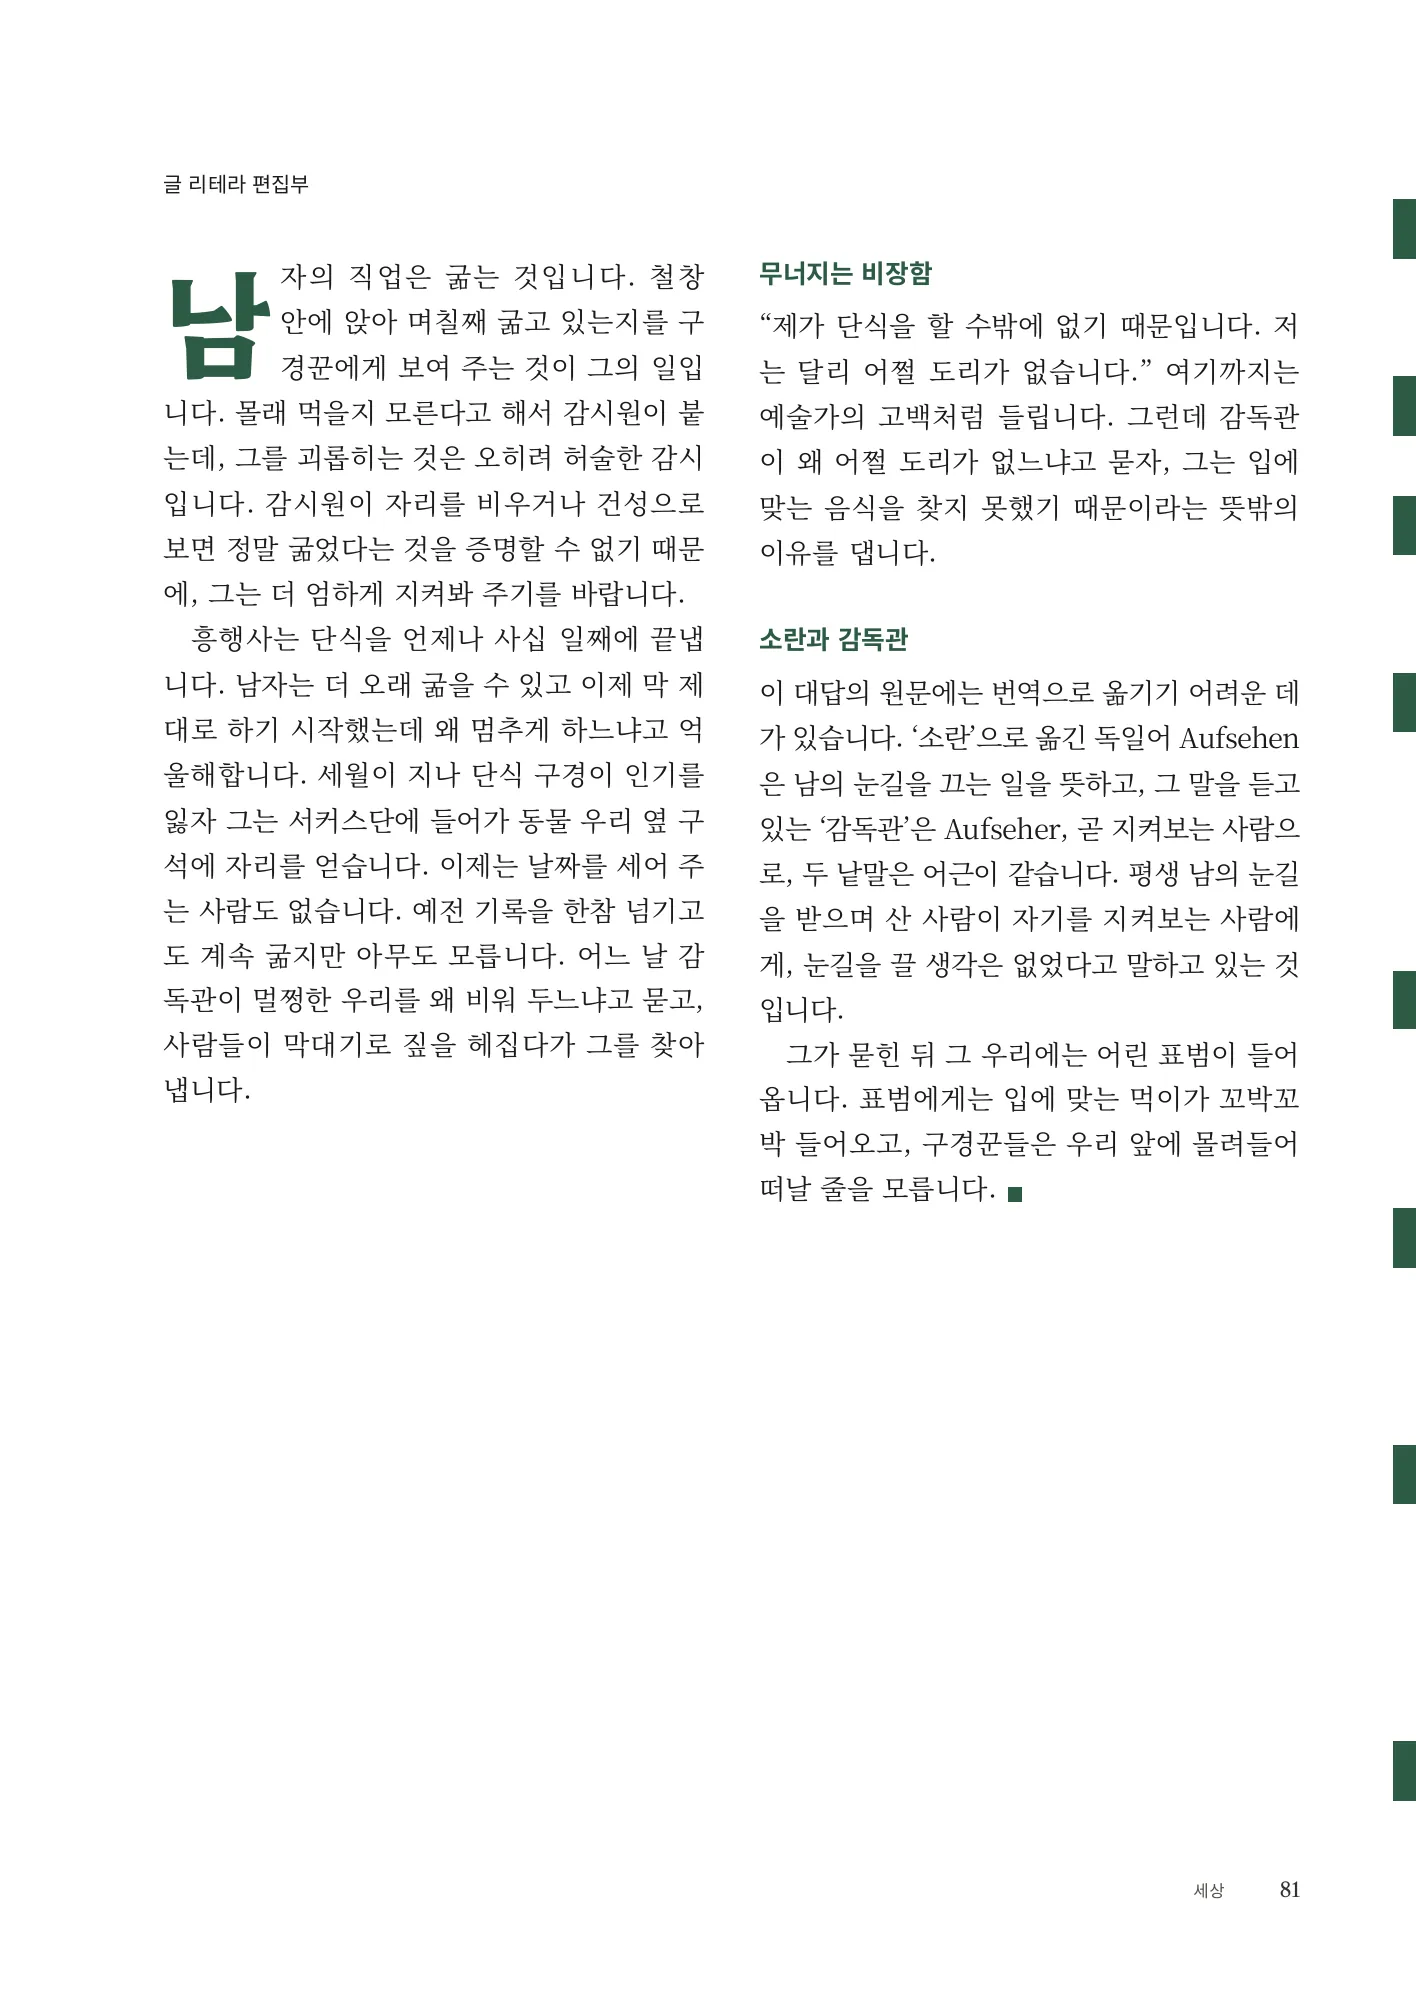 글 리테라 편집부
남자의 직업은 굶는 것입니다. 철창
안에 앉아 며칠째 굶고 있는지를 구
경꾼에게 보여 주는 것이 그의 일입
니다. 몰래 먹을지 모른다고 해서 감시원이 붙
는데, 그를 괴롭히는 것은 오히려 허술한 감시
입니다. 감시원이 자리를 비우거나 건성으로
보면 정말 굶었다는 것을 증명할 수 없기 때문
에, 그는 더 엄하게 지켜봐 주기를 바랍니다.
흥행사는 단식을 언제나 사십 일째에 끝냅
니다. 남자는 더 오래 굶을 수 있고 이제 막 제
대로 하기 시작했는데 왜 멈추게 하느냐고 억
울해합니다. 세월이 지나 단식 구경이 인기를
잃자 그는 서커스단에 들어가 동물 우리 옆 구
석에 자리를 얻습니다. 이제는 날짜를 세어 주
는 사람도 없습니다. 예전 기록을 한참 넘기고
도 계속 굶지만 아무도 모릅니다. 어느 날 감
독관이 멀쩡한 우리를 왜 비워 두느냐고 묻고,
사람들이 막대기로 짚을 헤집다가 그를 찾아
냅니다.
무너지는 비장함
“제가 단식을 할 수밖에 없기 때문입니다. 저
는 달리 어쩔 도리가 없습니다.” 여기까지는
예술가의 고백처럼 들립니다. 그런데 감독관
이 왜 어쩔 도리가 없느냐고 묻자, 그는 입에
맞는 음식을 찾지 못했기 때문이라는 뜻밖의
이유를 댑니다.
소란과 감독관
이 대답의 원문에는 번역으로 옮기기 어려운 데
가 있습니다. ‘소란’으로 옮긴 독일어 Aufsehen
은 남의 눈길을 끄는 일을 뜻하고, 그 말을 듣고
있는 ‘감독관’은 Aufseher, 곧 지켜보는 사람으
로, 두 낱말은 어근이 같습니다. 평생 남의 눈길
을 받으며 산 사람이 자기를 지켜보는 사람에
게, 눈길을 끌 생각은 없었다고 말하고 있는 것
입니다.
그가 묻힌 뒤 그 우리에는 어린 표범이 들어
옵니다. 표범에게는 입에 맞는 먹이가 꼬박꼬
박 들어오고, 구경꾼들은 우리 앞에 몰려들어
떠날 줄을 모릅니다. ■
세상 81